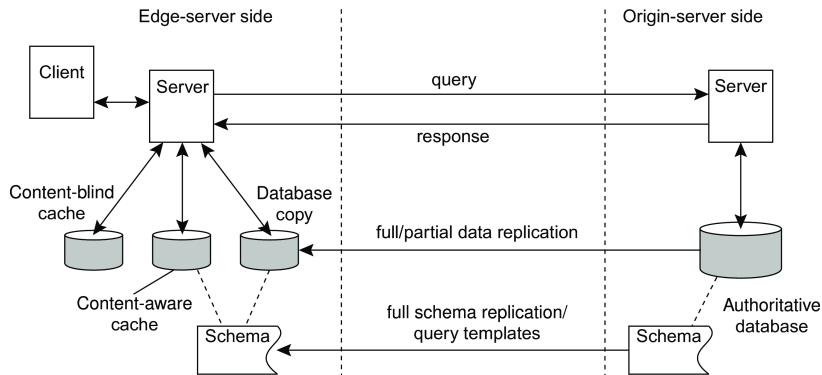 Edge-server side
Origin-server side
Client
Server
query
Server
response
Content-blind
cache
Database
copy
full/partial data replication
Content-aware
cache
full schema replication/
query templates
Authoritative
database
Schema
Schema